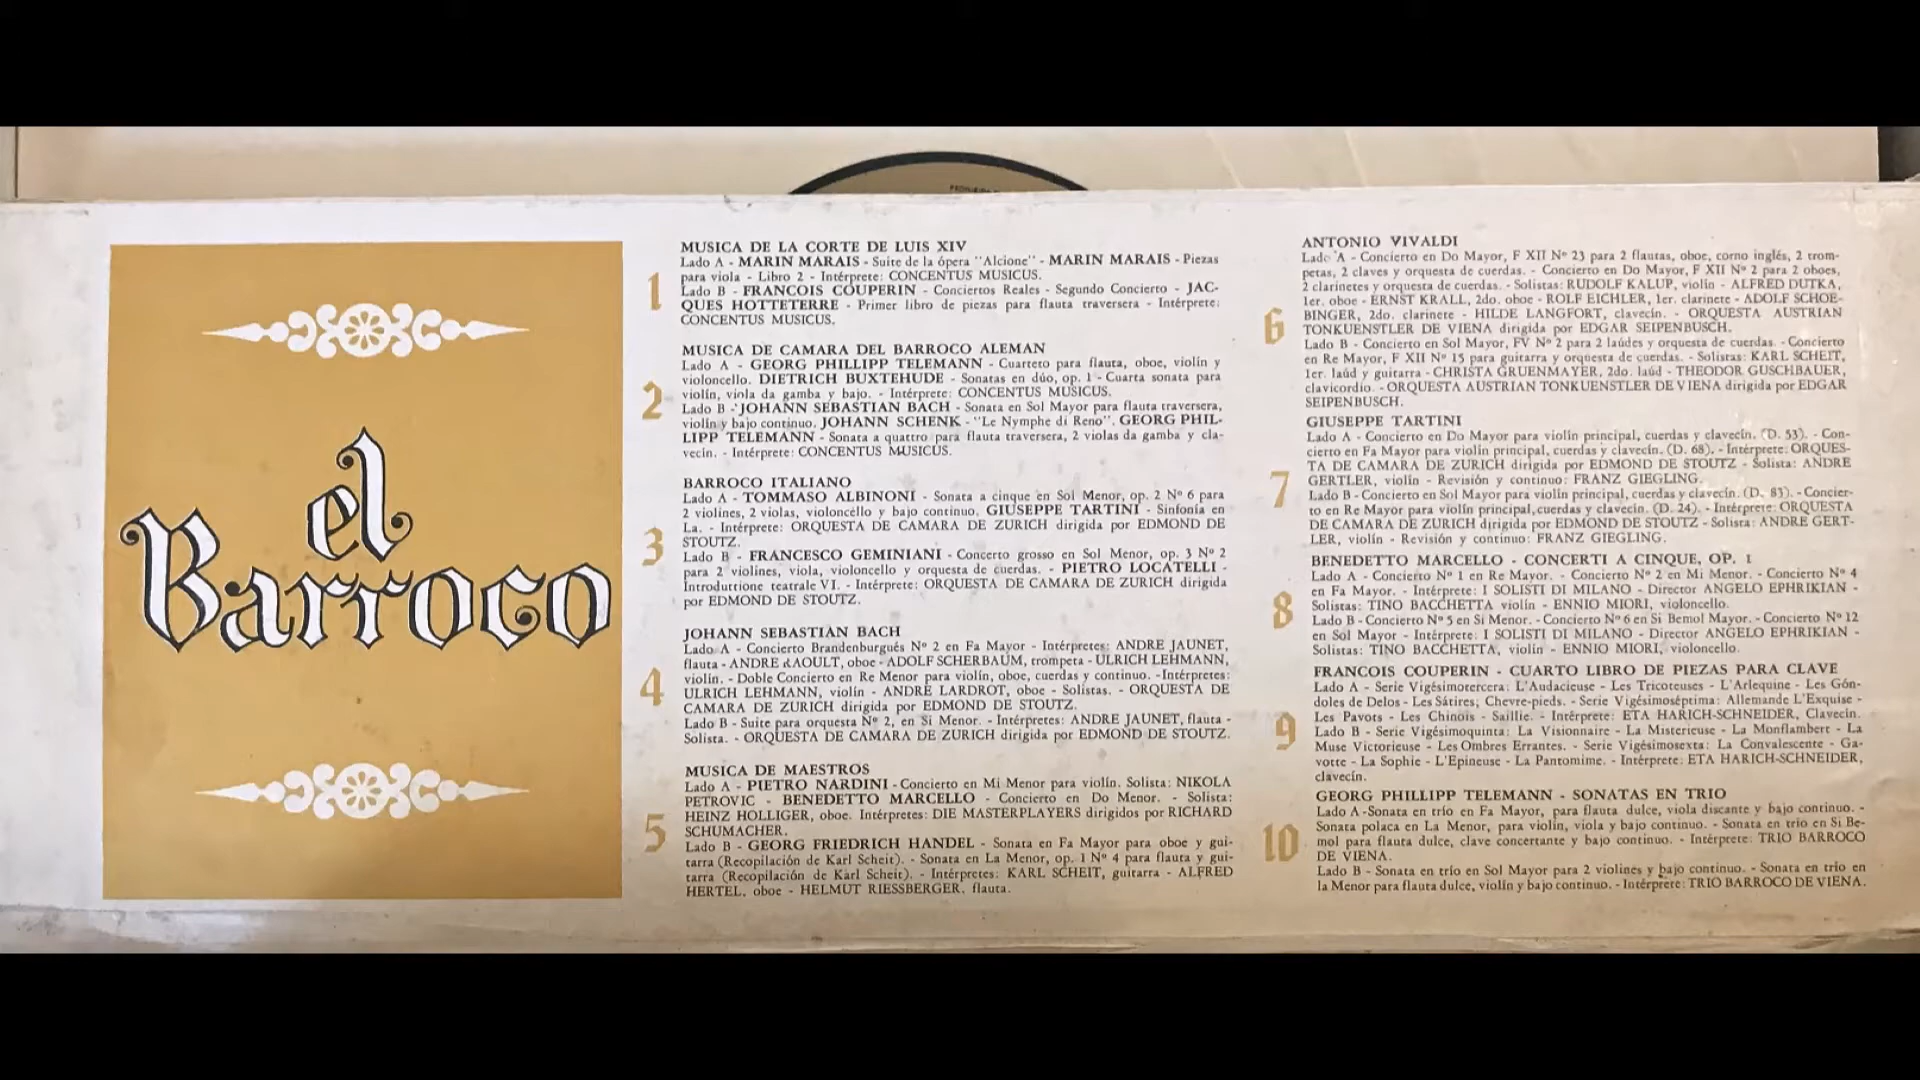 el
Barroco
1
MUSICA DE LA CORTE DE LUIS XIV
Lado A - MARIN MARAIS - Suite de la ópera "Alcione" - MARIN MARAIS - Piezas
para viola - Libro 2 - Intérprete: CONCENTUS MUSICUS.
Lado B - FRANCOIS COUPERIN - Conciertos Reales - Segundo Concierto - JAC-
QUES HOTTETERRE - Primer libro de piezas para flauta traversera - Intérprete:
CONCENTUS MUSICUS.
2
MUSICA DE CAMARA DEL BARROCO ALEMAN
Lado A - GEORG PHILLIPP TELEMANN - Cuarteto para flauta, oboe, violín y
violoncello. DIETRICH BUXTEHUDE - Sonatas en dúo, op. 1 - Cuarta sonata para
violín, viola da gamba y bajo. - Intérprete: CONCENTUS MUSICUS.
Lado B - JOHANN SEBASTIAN BACH - Sonata en Sol Mayor para flauta traversera,
violín y bajo continuo. JOHANN SCHENK - "Le Nymphe di Reno". GEORG PHIL-
LIPP TELEMANN - Sonata a quattro para flauta traversera, 2 violas da gamba y cla-
vecín. - Intérprete: CONCENTUS MUSICUS.
3
BARROCO ITALIANO
Lado A - TOMMASO ALBINONI - Sonata a cinque en Sol Menor, op. 2 Nº 6 para
2 violines, 2 violas, violoncello y bajo continuo. GIUSEPPE TARTINI - Sinfonía en
La. - Intérprete: ORQUESTA DE CAMARA DE ZURICH dirigida por EDMOND DE
STOUTZ.
Lado B - FRANCESCO GEMINIANI - Concerto grosso en Sol Menor, op. 3 Nº 2
para 2 violines, viola, violoncello y orquesta de cuerdas. - PIETRO LOCATELLI -
Introduttione teatrale VI. - Intérprete: ORQUESTA DE CAMARA DE ZURICH dirigida
por EDMOND DE STOUTZ.
4
JOHANN SEBASTIAN BACH
Lado A - Concierto Brandenburgués Nº 2 en Fa Mayor - Intérpretes: ANDRE JAUNET,
flauta - ANDRE RAOULT, oboe - ADOLF SCHERBAUM, trompeta - ULRICH LEHMANN,
violín. - Doble Concierto en Re Menor para violín, oboe, cuerdas y continuo. - Intérpretes:
ULRICH LEHMANN, violín - ANDRÉ LARDROT, oboe - Solistas. - ORQUESTA DE
CAMARA DE ZURICH dirigida por EDMOND DE STOUTZ.
Lado B - Suite para orquesta Nº 2, en Si Menor. - Intérpretes: ANDRE JAUNET, flauta -
Solista. - ORQUESTA DE CAMARA DE ZURICH dirigida por EDMOND DE STOUTZ.
5
MUSICA DE MAESTROS
Lado A - PIETRO NARDINI - Concierto en Mi Menor para violín. Solista: NIKOLA
PETROVIC - BENEDETTO MARCELLO - Concierto en Do Menor. - Solista:
HEINZ HOLLIGER, oboe. Intérpretes: DIE MASTERPLAYERS dirigidos por RICHARD
SCHUMACHER.
Lado B - GEORG FRIEDRICH HANDEL - Sonata en Fa Mayor para oboe y gui-
tarra (Recopilación de Karl Scheit). - Sonata en La Menor, op. 1 Nº 4 para flauta y gui-
tarra (Recopilación de Karl Scheit). - Intérpretes: KARL SCHEIT, guitarra - ALFRED
HERTEL, oboe - HELMUT RIESSBERGER, flauta.
6
ANTONIO VIVALDI
Lado A - Concierto en Do Mayor, F XII Nº 23 para 2 flautas, oboe, corno inglés, 2 trom-
petas, 2 claves y orquesta de cuerdas. - Concierto en Do Mayor, F XII Nº 2 para 2 oboes,
2 clarinetes y orquesta de cuerdas. - Solistas: RUDOLF KALUP, violín - ALFRED DUTKA,
1er. oboe - ERNST KRALL, 2do. oboe - ROLF EICHLER, 1er. clarinete - ADOLF SCHOE-
BINGER, 2do. clarinete - HILDE LANGFORT, clavecín. - ORQUESTA AUSTRIAN
TONKUENSTLER DE VIENA dirigida por EDGAR SEIPENBUSCH.
Lado B - Concierto en Sol Mayor, FV Nº 2 para 2 laúdes y orquesta de cuerdas. - Concierto
en Re Mayor, F XII Nº 15 para guitarra y orquesta de cuerdas. - Solistas: KARL SCHEIT,
1er. laúd y guitarra - CHRISTA GRUENMAYER, 2do. laúd - THEODOR GUSCHBAUER,
clavicordio. - ORQUESTA AUSTRIAN TONKUENSTLER DE VIENA dirigida por EDGAR
SEIPENBUSCH.
7
GIUSEPPE TARTINI
Lado A - Concierto en Do Mayor para violín principal, cuerdas y clavecín. (D. 53). - Con-
cierto en Fa Mayor para violín principal, cuerdas y clavecín. (D. 68). - Intérprete: ORQUES-
TA DE CAMARA DE ZURICH dirigida por EDMOND DE STOUTZ - Solista: ANDRE
GERTLER, violín - Revisión y continuo: FRANZ GIEGLING.
Lado B - Concierto en Sol Mayor para violín principal, cuerdas y clavecín. (D. 83). - Concier-
to en Re Mayor para violín principal, cuerdas y clavecín. (D. 24). - Intérprete: ORQUESTA
DE CAMARA DE ZURICH dirigida por EDMOND DE STOUTZ - Solista: ANDRE GERT-
LER, violín - Revisión y continuo: FRANZ GIEGLING.
8
BENEDETTO MARCELLO - CONCERTI A CINQUE, OP. 1
Lado A - Concierto Nº 1 en Re Mayor. - Concierto Nº 2 en Mi Menor. - Concierto Nº 4
en Fa Mayor. - Intérprete: I SOLISTI DI MILANO - Director ANGELO EPHRIKIAN -
Solistas: TINO BACCHETTA violín - ENNIO MIORI, violoncello.
Lado B - Concierto Nº 5 en Si Menor. - Concierto Nº 6 en Si Bemol Mayor. - Concierto Nº 12
en Sol Mayor - Intérprete: I SOLISTI DI MILANO - Director ANGELO EPHRIKIAN -
Solistas: TINO BACCHETTA, violín - ENNIO MIORI, violoncello.
9
FRANCOIS COUPERIN - CUARTO LIBRO DE PIEZAS PARA CLAVE
Lado A - Serie Vigésimotercera: L'Audacieuse - Les Tricoteuses - L'Arlequine - Les Gón-
doles de Delos - Les Sátires; Chevre-pieds. - Serie Vigésimoséptima: Allemande L'Exquise -
Les Pavots - Les Chinois - Saillie. - Intérprete: ETA HARICH-SCHNEIDER, Clavecín.
Lado B - Serie Vigésimoquinta: La Visionnaire - La Misterieuse - La Monflambert - La
Muse Victorieuse - Les Ombres Errantes. - Serie Vigésimosexta: La Convalescente - Ga-
votte - La Sophie - L'Epineuse - La Pantomime. - Intérprete: ETA HARICH-SCHNEIDER,
clavecín.
10
GEORG PHILLIPP TELEMANN - SONATAS EN TRIO
Lado A - Sonata en trío en Fa Mayor, para flauta dulce, viola discante y bajo continuo. -
Sonata polaca en La Menor, para violín, viola y bajo continuo. - Sonata en trío en Si Be-
mol para flauta dulce, clave concertante y bajo continuo. - Intérprete: TRIO BARROCO
DE VIENA.
Lado B - Sonata en trío en Sol Mayor para 2 violines y bajo continuo. - Sonata en trío en
la Menor para flauta dulce, violín y bajo continuo. - Intérprete: TRIO BARROCO DE VIENA.